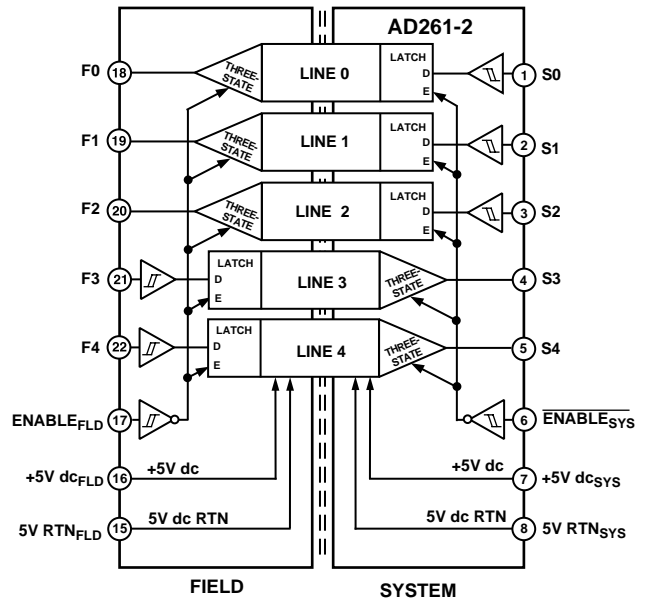 AD261-2
F0 18 THREE-STATE LINE 0 LATCH D E 1 S0
F1 19 THREE-STATE LINE 1 LATCH D E 2 S1
F2 20 THREE-STATE LINE 2 LATCH D E 3 S2
F3 21 LATCH D E LINE 3 THREE-STATE 4 S3
F4 22 LATCH D E LINE 4 THREE-STATE 5 S4
ENABLEFLD 17 6 ENABLESYS
+5V dcFLD 16 +5V dc +5V dc 7 +5V dcSYS
5V RTNFLD 15 5V dc RTN 5V dc RTN 8 5V RTNSYS
FIELD SYSTEM